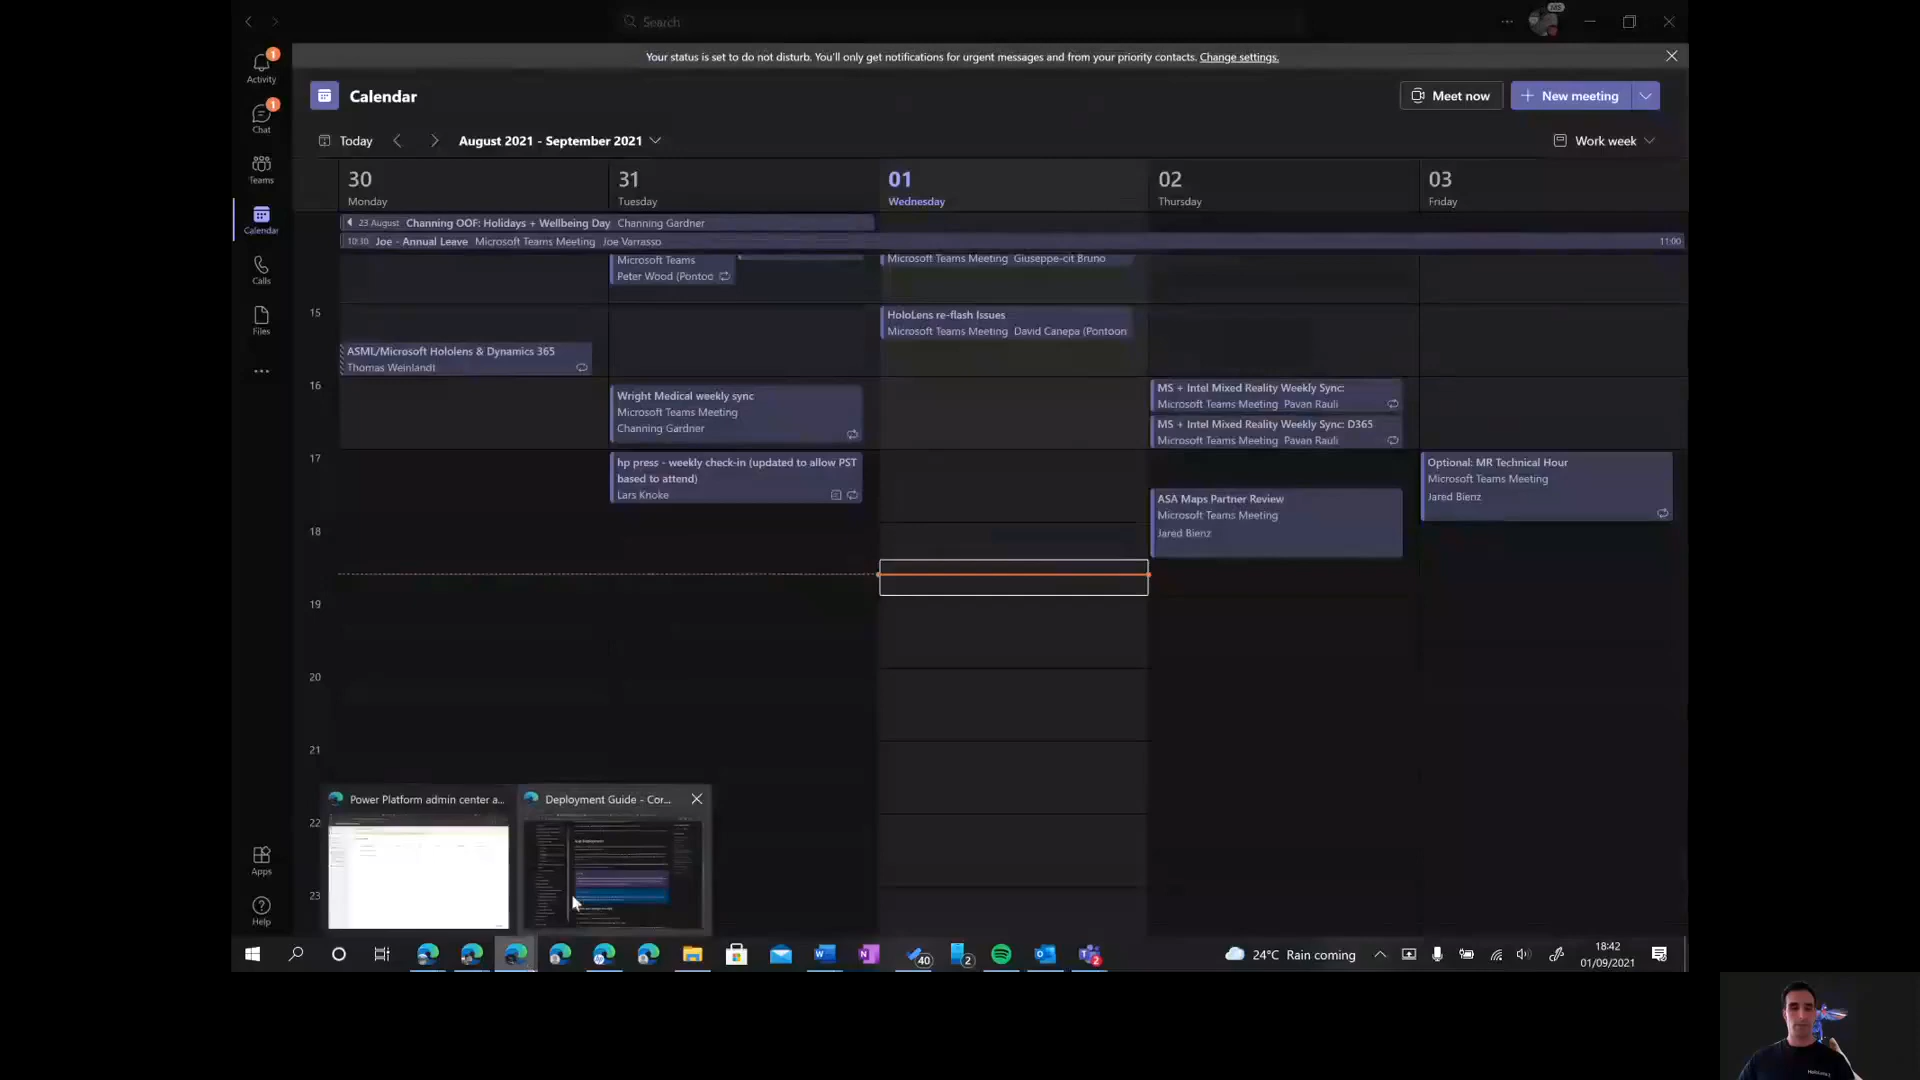 Search
MS
Your status is set to do not disturb. You'll only get notifications for urgent messages and from your priority contacts. Change settings.
Activity
1
Chat
1
Teams
Calendar
Calls
Files
Apps
Help
Calendar
Meet now
New meeting
Today
August 2021 - September 2021
Work week
30
Monday
31
Tuesday
01
Wednesday
02
Thursday
03
Friday
23 August Channing OOF: Holidays + Wellbeing Day Channing Gardner
10:30 Joe - Annual Leave Microsoft Teams Meeting Joe Varrasso
11:00
Microsoft Teams
Peter Wood (Pontoo
Microsoft Teams Meeting Giuseppe-cit Bruno
15
HoloLens re-flash Issues
Microsoft Teams Meeting David Canepa (Pontoon
ASML/Microsoft Hololens & Dynamics 365
Thomas Weinlandt
16
Wright Medical weekly sync
Microsoft Teams Meeting
Channing Gardner
MS + Intel Mixed Reality Weekly Sync:
Microsoft Teams Meeting Pavan Rauli
MS + Intel Mixed Reality Weekly Sync: D365
Microsoft Teams Meeting Pavan Rauli
17
hp press - weekly check-in (updated to allow PST
based to attend)
Lars Knoke
Optional: MR Technical Hour
Microsoft Teams Meeting
Jared Bienz
ASA Maps Partner Review
Microsoft Teams Meeting
Jared Bienz
18
19
20
21
22
23
Power Platform admin center a...
Deployment Guide - Cor...
40
2
2
24°C Rain coming
18:42
01/09/2021